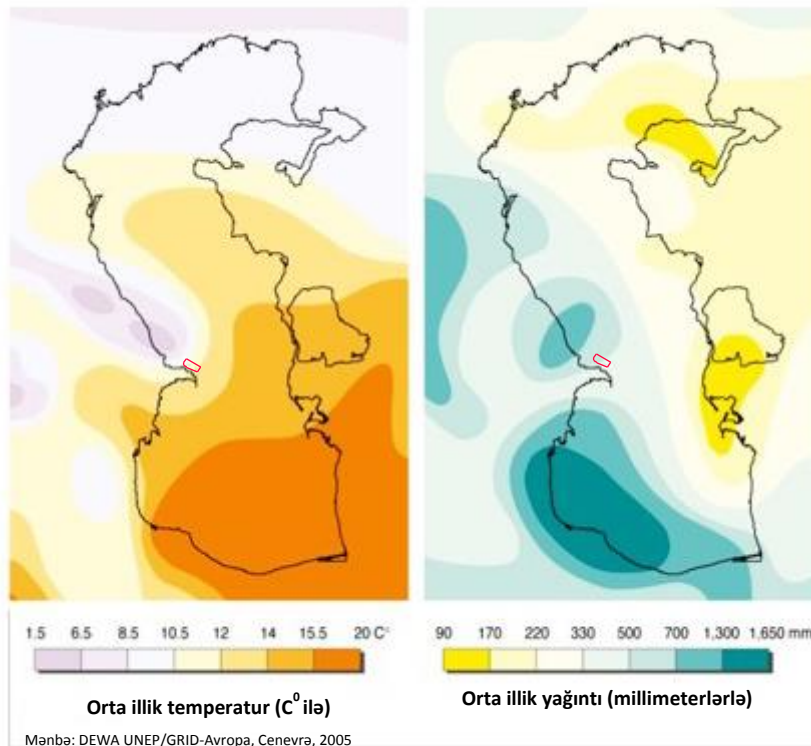 1.5 6.5 8.5 10.5 12 14 15.5 20 C°
Orta illik temperatur (C⁰ ilə)
90 170 220 330 500 700 1,300 1,650 mm
Orta illik yağıntı (millimeterlərlə)
Mənbə: DEWA UNEP/GRID-Avropa, Cenevrə, 2005